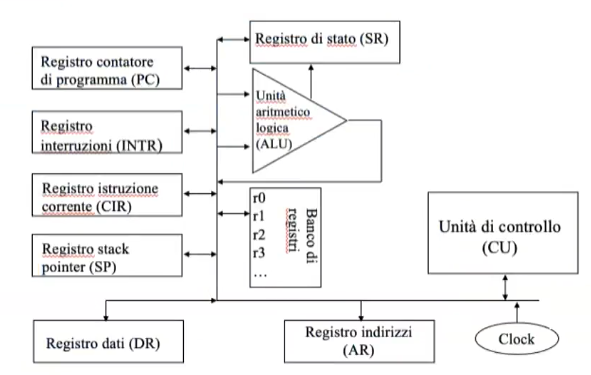 Registro di stato (SR)
Registro contatore
di programma (PC)
Unità
aritmetico
logica
(ALU)
Registro
interruzioni (INTR)
Registro istruzione
corrente (CIR)
r0
r1
r2
r3
...
Banco di
registri
Unità di controllo
(CU)
Registro stack
pointer (SP)
Registro dati (DR)
Registro indirizzi
(AR)
Clock